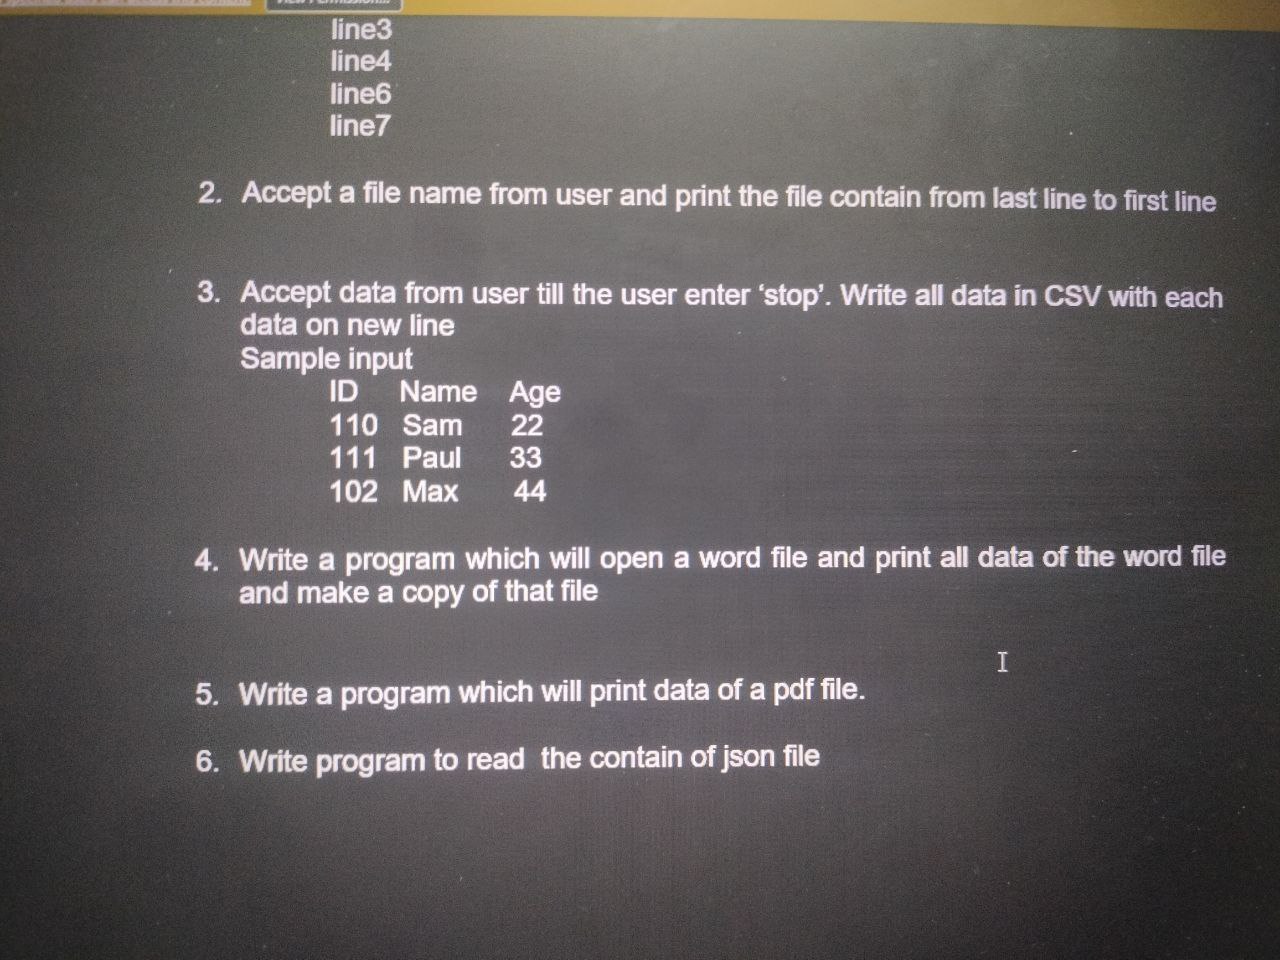 line3
line4
line6
line7
2. Accept a file name from user and print the file contain from last line to first line
3. Accept data from user till the user enter ‘stop’. Write all data in CSV with each
data on new line
Sample input
ID Name Age
110 Sam 22
111 Paul 33
102 Max 44
4. Write a program which will open a word file and print all data of the word file
and make a copy of that file
5. Write a program which will print data of a pdf file.
6. Write program to read the contain of json file